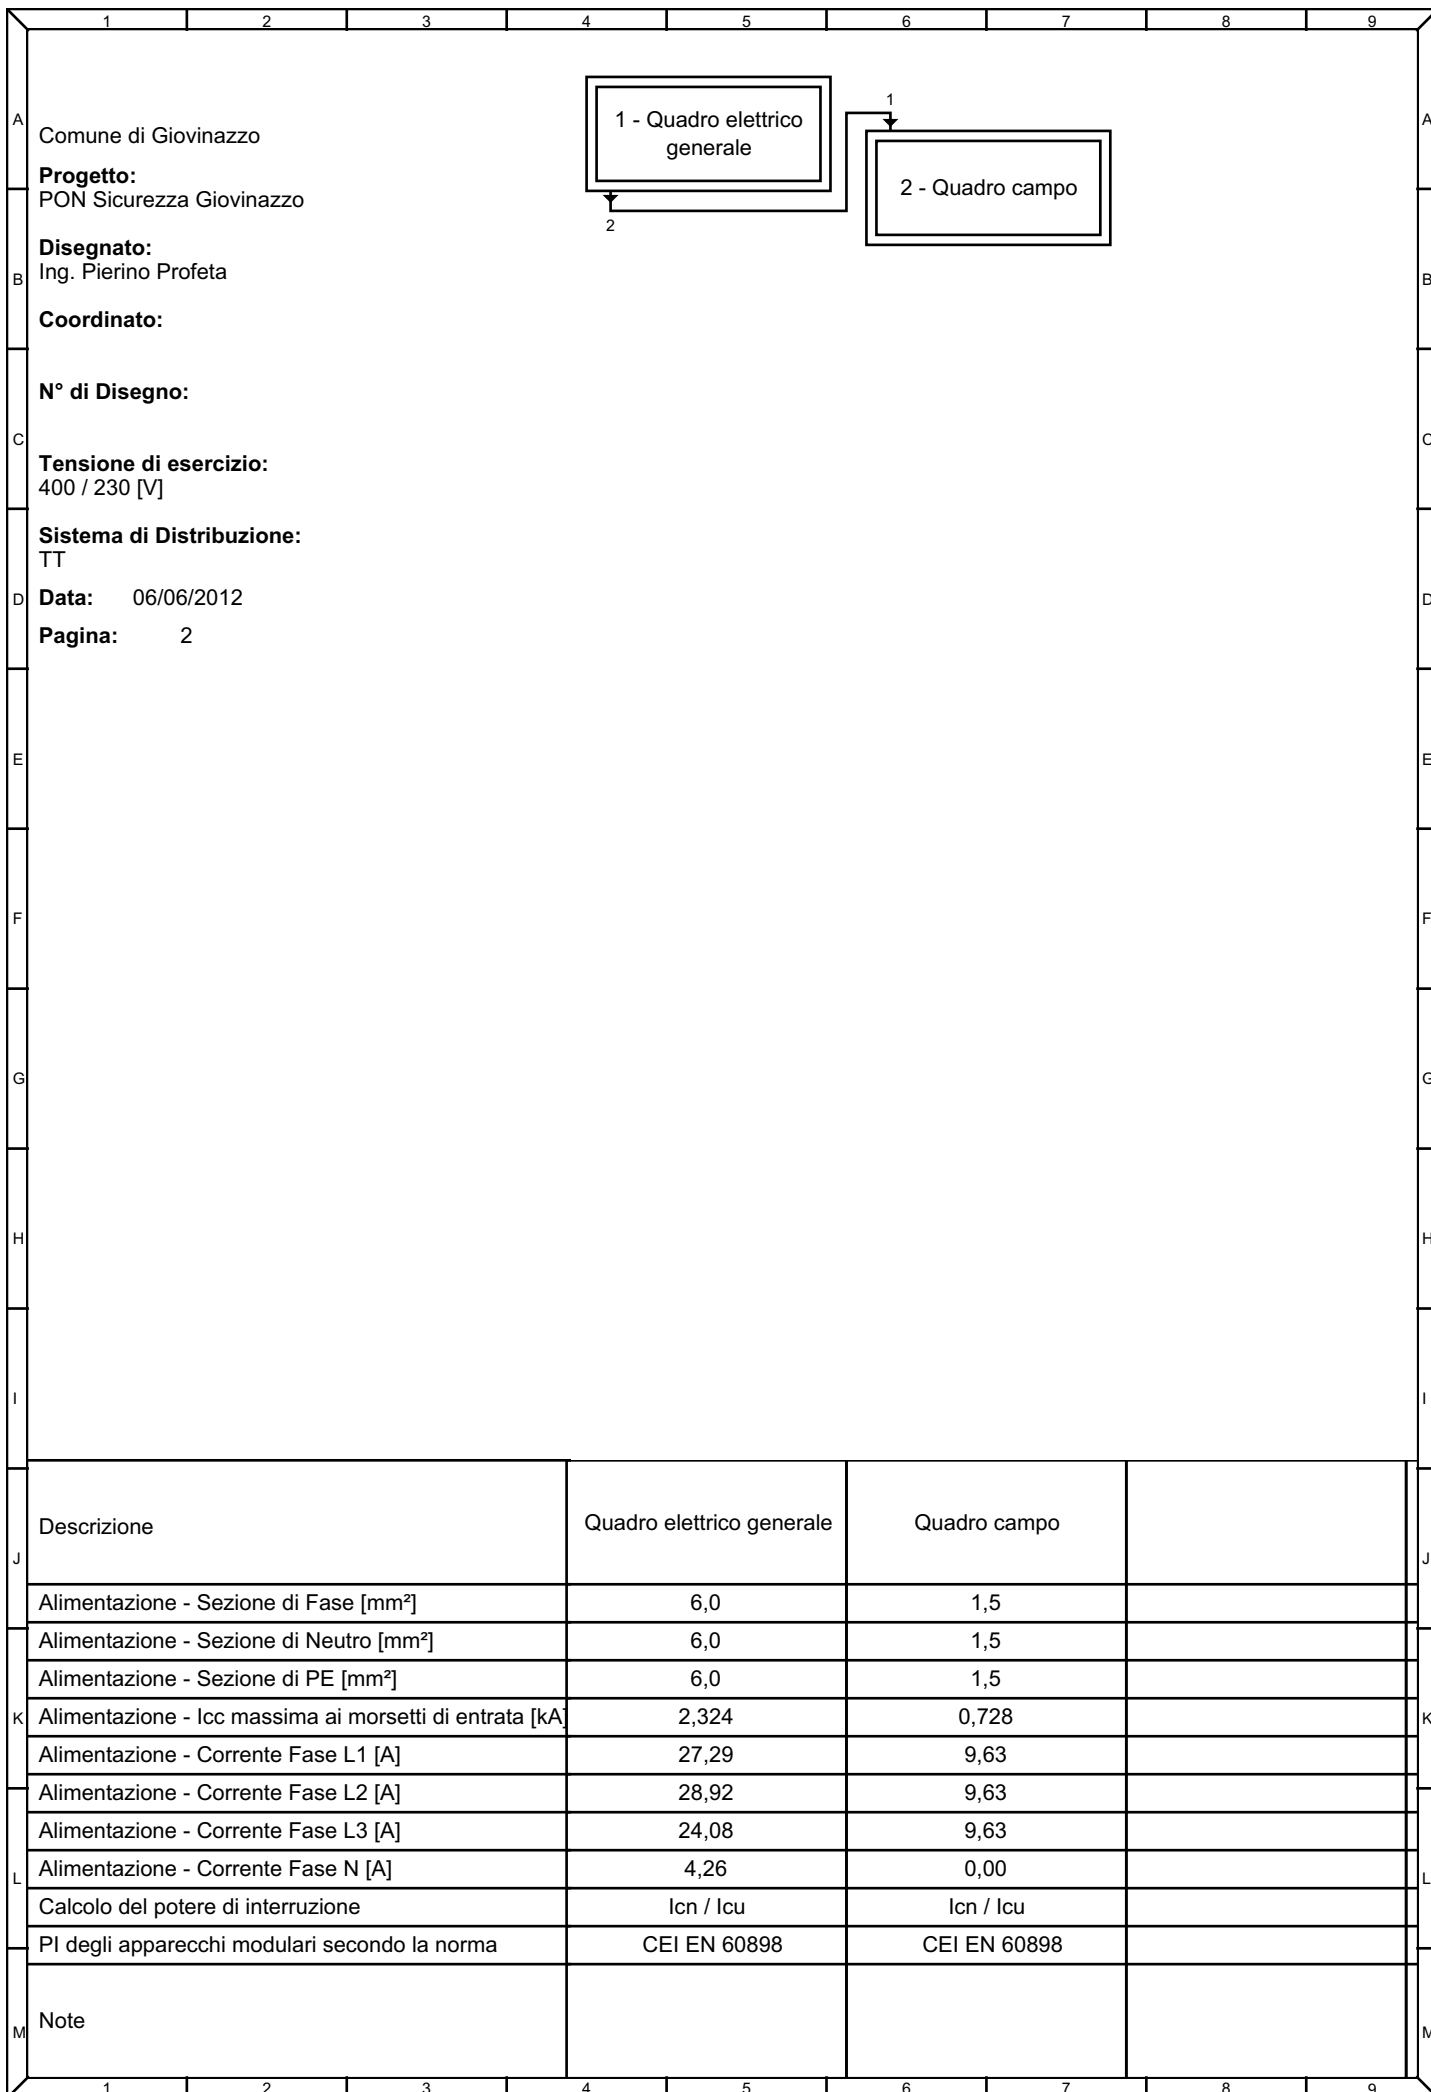 1 2 3 4 5 6 7 8 9
A A
B B
C C
D D
E E
F F
G G
H H
I I
J J
K K
L L
M M
Comune di Giovinazzo
Progetto:
PON Sicurezza Giovinazzo
Disegnato:
Ing. Pierino Profeta
Coordinato:
N° di Disegno:
Tensione di esercizio:
400 / 230 [V]
Sistema di Distribuzione:
TT
Data: 06/06/2012
Pagina: 2
1 - Quadro elettrico
generale
2
1
2 - Quadro campo
Descrizione Quadro elettrico generale Quadro campo
Alimentazione - Sezione di Fase [mm²] 6,0 1,5
Alimentazione - Sezione di Neutro [mm²] 6,0 1,5
Alimentazione - Sezione di PE [mm²] 6,0 1,5
Alimentazione - Icc massima ai morsetti di entrata [kA] 2,324 0,728
Alimentazione - Corrente Fase L1 [A] 27,29 9,63
Alimentazione - Corrente Fase L2 [A] 28,92 9,63
Alimentazione - Corrente Fase L3 [A] 24,08 9,63
Alimentazione - Corrente Fase N [A] 4,26 0,00
Calcolo del potere di interruzione Icn / Icu Icn / Icu
PI degli apparecchi modulari secondo la norma CEI EN 60898 CEI EN 60898
Note
1 2 3 4 5 6 7 8 9